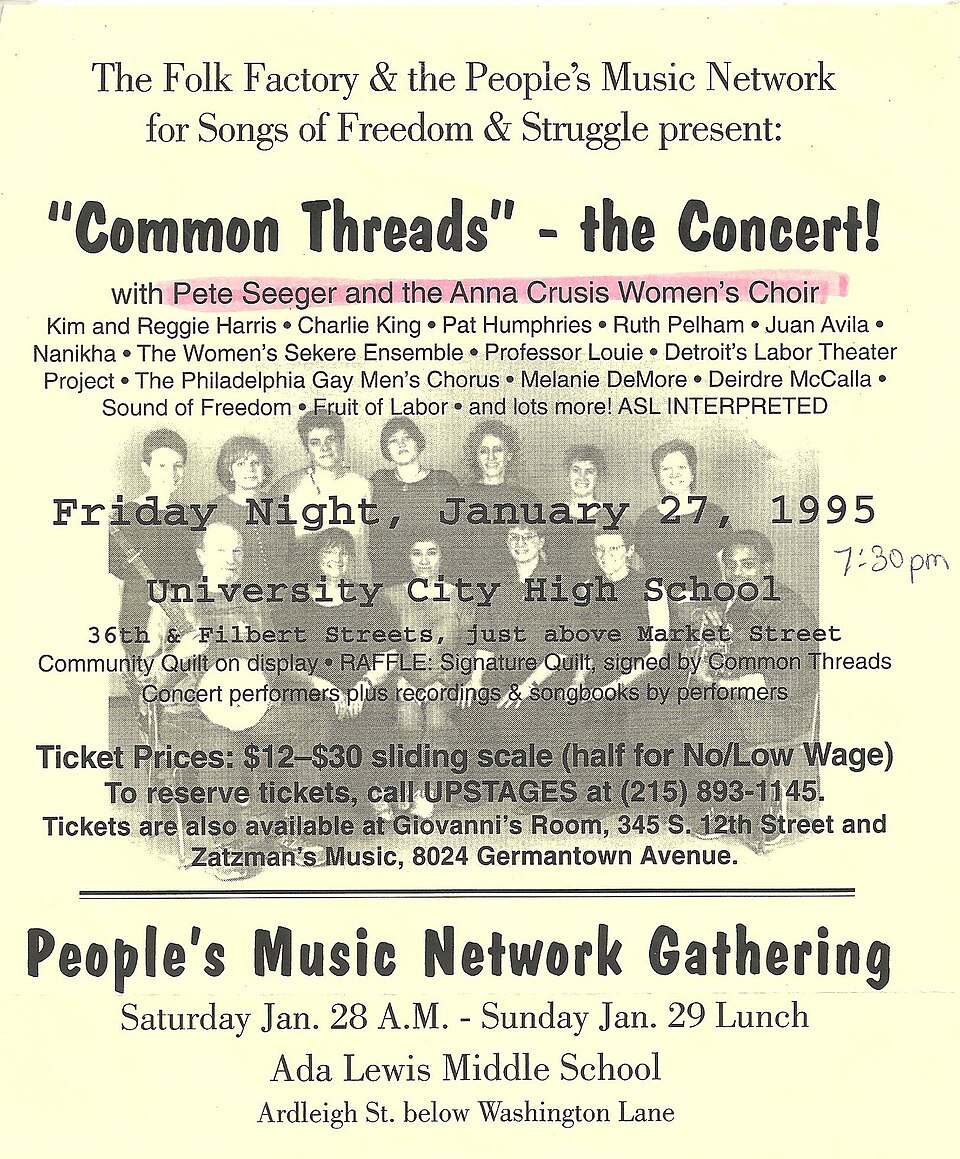 The Folk Factory & the People's Music Network
for Songs of Freedom & Struggle present:
"Common Threads" - the Concert!
with Pete Seeger and the Anna Crusis Women's Choir
Kim and Reggie Harris • Charlie King • Pat Humphries • Ruth Pelham • Juan Avila •
Nanikha • The Women's Sekere Ensemble • Professor Louie • Detroit's Labor Theater
Project • The Philadelphia Gay Men's Chorus • Melanie DeMore • Deirdre McCalla •
Sound of Freedom • Fruit of Labor • and lots more! ASL INTERPRETED
Friday Night, January 27, 1995
7:30pm
University City High School
36th & Filbert Streets, just above Market Street
Community Quilt on display • RAFFLE: Signature Quilt, signed by Common Threads
Concert performers plus recordings & songbooks by performers
Ticket Prices: $12–$30 sliding scale (half for No/Low Wage)
To reserve tickets, call UPSTAGES at (215) 893-1145.
Tickets are also available at Giovanni's Room, 345 S. 12th Street and
Zatzman's Music, 8024 Germantown Avenue.
People's Music Network Gathering
Saturday Jan. 28 A.M. - Sunday Jan. 29 Lunch
Ada Lewis Middle School
Ardleigh St. below Washington Lane